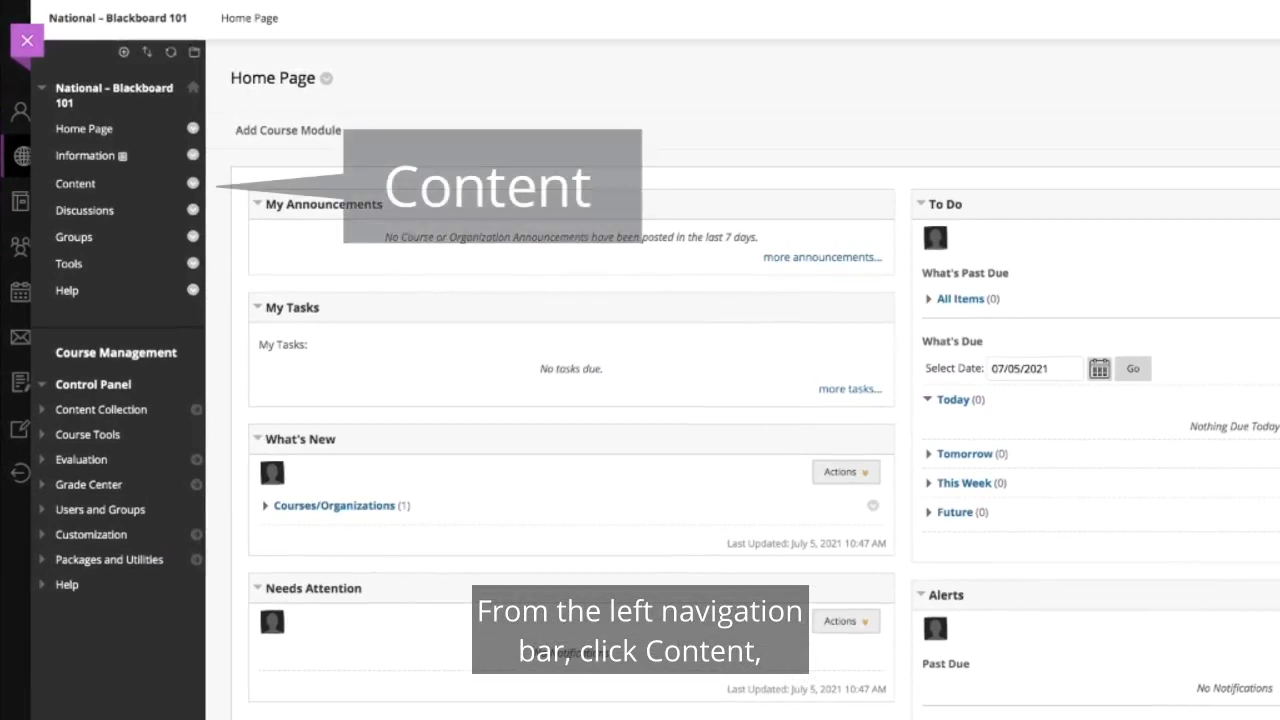 National – Blackboard 101
Home Page
National – Blackboard
101
Home Page
Information
Content
Discussions
Groups
Tools
Help
Course Management
Control Panel
Content Collection
Course Tools
Evaluation
Grade Center
Users and Groups
Customization
Packages and Utilities
Help
Home Page
Add Course Module
Content
My Announcements
No Course or Organization Announcements have been posted in the last 7 days.
more announcements...
My Tasks
My Tasks:
No tasks due.
more tasks...
What's New
Actions
Courses/Organizations (1)
Last Updated: July 5, 2021 10:47 AM
Needs Attention
Actions
Last Updated: July 5, 2021 10:47 AM
To Do
What's Past Due
All Items (0)
What's Due
Select Date: 07/05/2021 Go
Today (0)
Nothing Due Today
Tomorrow (0)
This Week (0)
Future (0)
Alerts
Past Due
No Notifications
From the left navigation
bar, click Content,